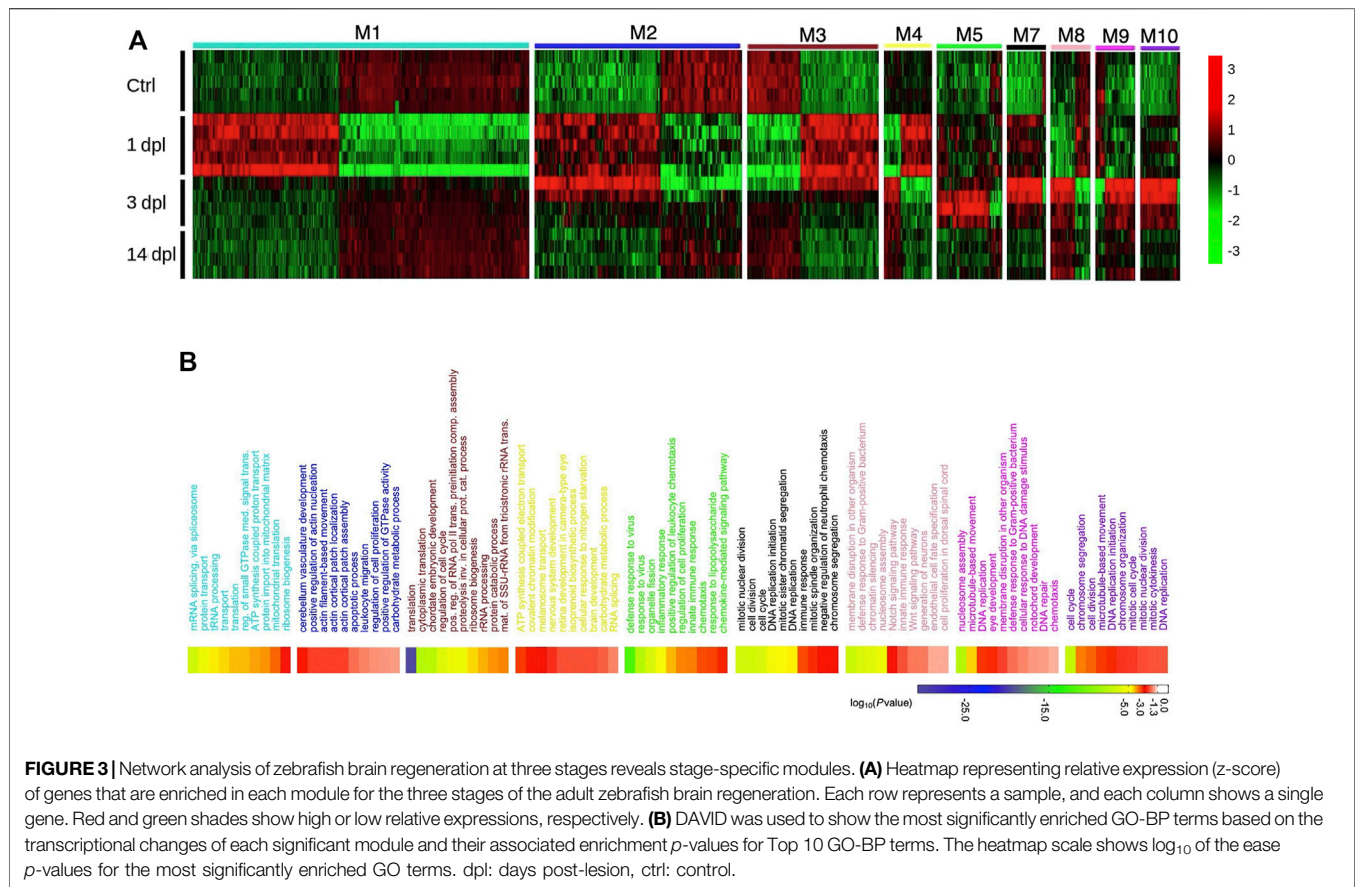 A
M1
M2
M3
M4
M5
M7
M8
M9
M10
Ctrl
1 dpl
3 dpl
14 dpl
3
2
1
0
-1
-2
-3
B
mRNA splicing, via spliceosome
protein transport
tRNA processing
transport
translation
reg. of small GTPase med. signal trans.
ATP synthesis coupled proton transport
protein import into mitochondrial matrix
mitochondrial translation
ribosome biogenesis
cerebellum vasculature development
positive regulation of actin nucleation
actin filament-based movement
actin cortical patch localization
actin cortical patch assembly
apoptotic process
leukocyte migration
regulation of cell proliferation
positive regulation of GTPase activity
carbohydrate metabolic process
translation
cytoplasmic translation
chordate embryonic development
regulation of cell cycle
pos. reg. of RNA pol II trans. preinitiation comp. assembly
proteolysis inv. in cellular prot. cat. process
ribosome biogenesis
rRNA processing
protein catabolic process
mat. of SSU-rRNA from tricistronic rRNA trans.
ATP synthesis coupled electron transport
covalent chromatin modification
melanosome transport
nervous system development
retina development in camera-type eye
isoprenoid biosynthetic process
cellular response to nitrogen starvation
brain development
carbohydrate metabolic process
RNA splicing
defense response to virus
response to virus
organelle fission
inflammatory response
positive regulation of leukocyte chemotaxis
regulation of cell proliferation
innate immune response
chemotaxis
response to lipopolysaccharide
chemokine-mediated signaling pathway
mitotic nuclear division
cell division
cell cycle
DNA replication initiation
mitotic sister chromatid segregation
DNA replication
immune response
mitotic spindle organization
negative regulation of neutrophil chemotaxis
chromosome segregation
membrane disruption in other organism
defense response to Gram-positive bacterium
chromatin silencing
nucleosome assembly
Notch signaling pathway
innate immune response
Wnt signaling pathway
generation of neurons
endothelial cell fate specification
cell proliferation in dorsal spinal cord
nucleosome assembly
microtubule-based movement
DNA replication
eye development
membrane disruption in other organism
defense response to Gram-positive bacterium
cellular response to DNA damage stimulus
notochord development
DNA repair
chemotaxis
cell cycle
chromosome segregation
cell division
microtubule-based movement
DNA replication initiation
chromosome organization
mitotic cell cycle
mitotic nuclear division
mitotic cytokinesis
DNA replication
log10(Pvalue)
-25.0
-15.0
-5.0
-3.0
-1.3
0.0
FIGURE 3 | Network analysis of zebrafish brain regeneration at three stages reveals stage-specific modules. (A) Heatmap representing relative expression (z-score)
of genes that are enriched in each module for the three stages of the adult zebrafish brain regeneration. Each row represents a sample, and each column shows a single
gene. Red and green shades show high or low relative expressions, respectively. (B) DAVID was used to show the most significantly enriched GO-BP terms based on the
transcriptional changes of each significant module and their associated enrichment p-values for Top 10 GO-BP terms. The heatmap scale shows log10 of the ease
p-values for the most significantly enriched GO terms. dpl: days post-lesion, ctrl: control.